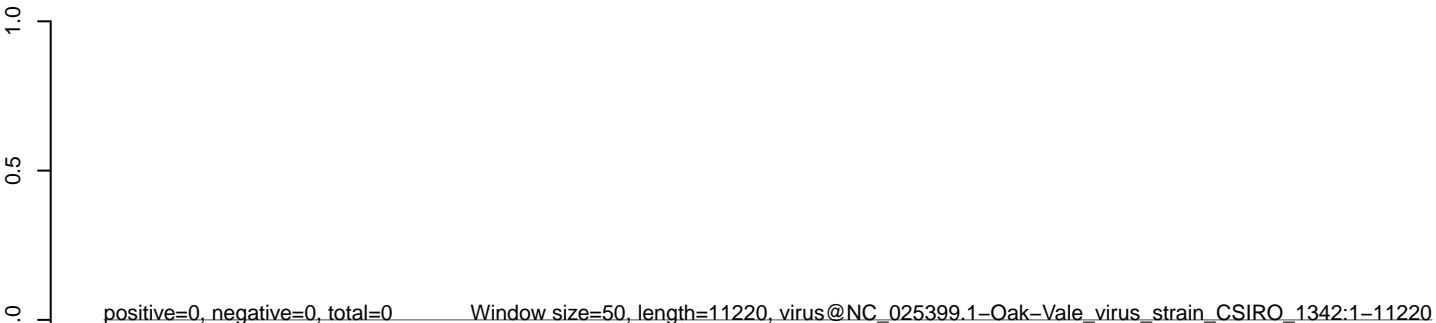 1.0
0.5
.0
positive=0, negative=0, total=0
Window size=50, length=11220, virus@NC_025399.1−Oak−Vale_virus_strain_CSIRO_1342:1−11220